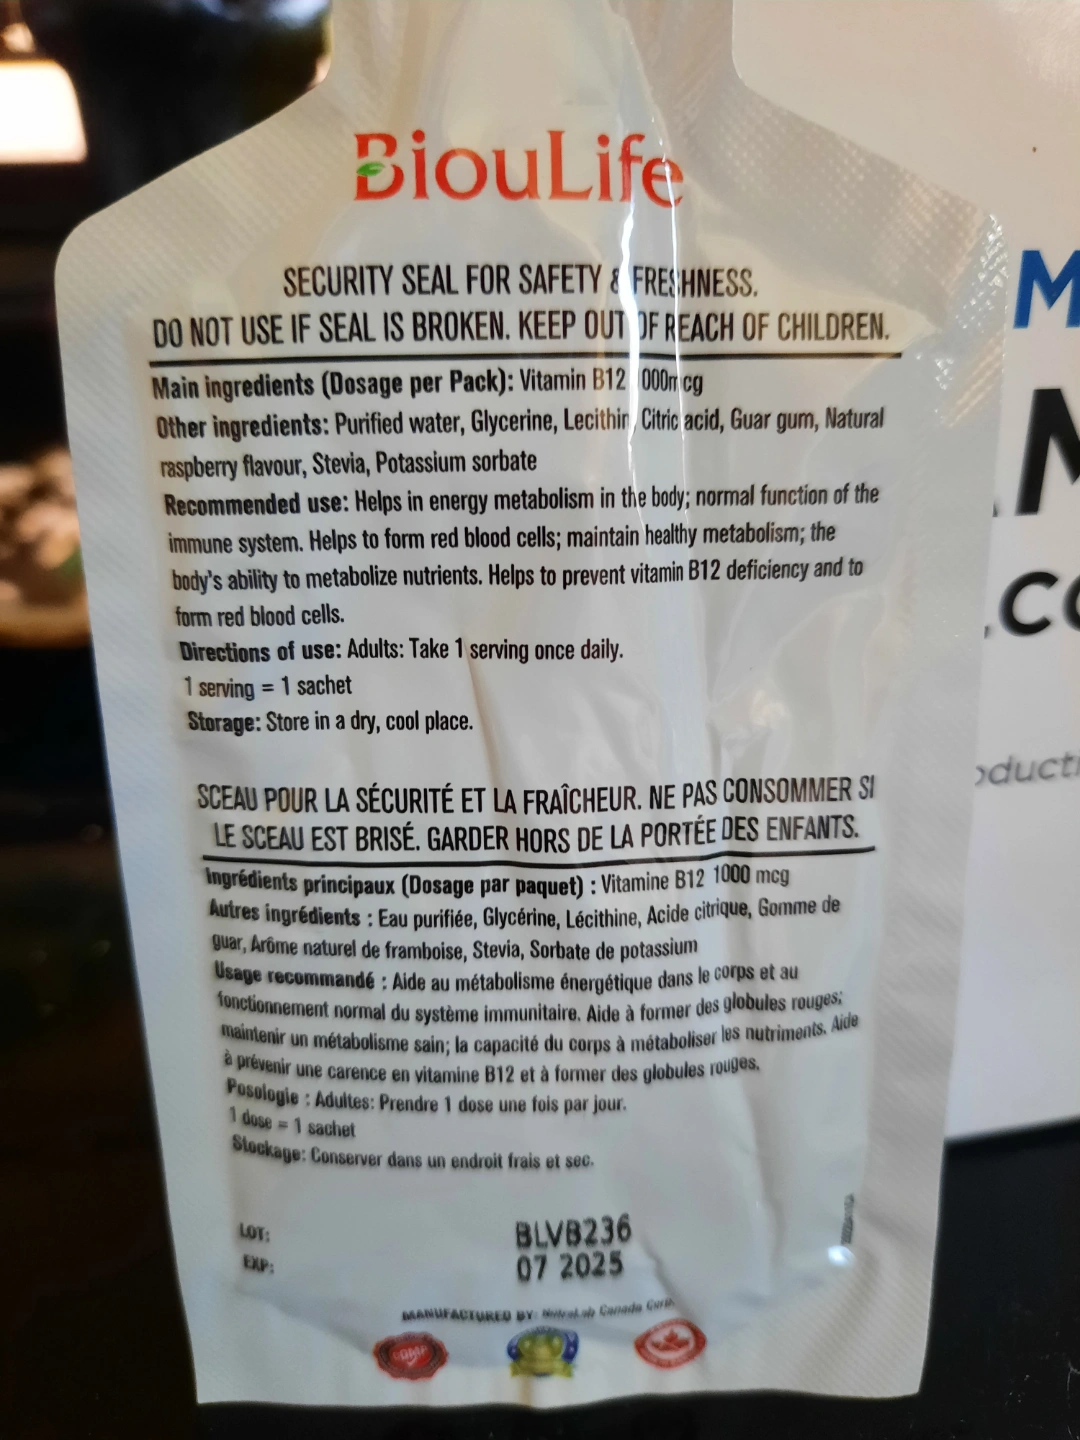 BiouLife
SECURITY SEAL FOR SAFETY & FRESHNESS.
DO NOT USE IF SEAL IS BROKEN. KEEP OUT OF REACH OF CHILDREN.
Main ingredients (Dosage per Pack): Vitamin B12 000mcg
Other ingredients: Purified water, Glycerine, Lecithin, Citric acid, Guar gum, Natural
raspberry flavour, Stevia, Potassium sorbate
Recommended use: Helps in energy metabolism in the body; normal function of the
immune system. Helps to form red blood cells; maintain healthy metabolism; the
body's ability to metabolize nutrients. Helps to prevent vitamin B12 deficiency and to
form red blood cells.
Directions of use: Adults: Take 1 serving once daily.
1 serving = 1 sachet
Storage: Store in a dry, cool place.
SCEAU POUR LA SÉCURITÉ ET LA FRAÎCHEUR. NE PAS CONSOMMER SI
LE SCEAU EST BRISÉ. GARDER HORS DE LA PORTÉE DES ENFANTS.
Ingrédients principaux (Dosage par paquet) : Vitamine B12 1000 mcg
Autres ingrédients : Eau purifiée, Glycérine, Lécithine, Acide citrique, Gomme de
guar, Arôme naturel de framboise, Stevia, Sorbate de potassium
Usage recommandé : Aide au métabolisme énergétique dans le corps et au
fonctionnement normal du système immunitaire. Aide à former des globules rouges;
maintenir un métabolisme sain; la capacité du corps à métaboliser les nutriments. Aide
à prévenir une carence en vitamine B12 et à former des globules rouges.
Posologie : Adultes: Prendre 1 dose une fois par jour.
1 dose = 1 sachet
Stockage: Conserver dans un endroit frais et sec.
LOT: BLVB236
EXP: 07 2025
MANUFACTURED BY: NutraLab Canada Corp.
GMP
M
.CO
oducti